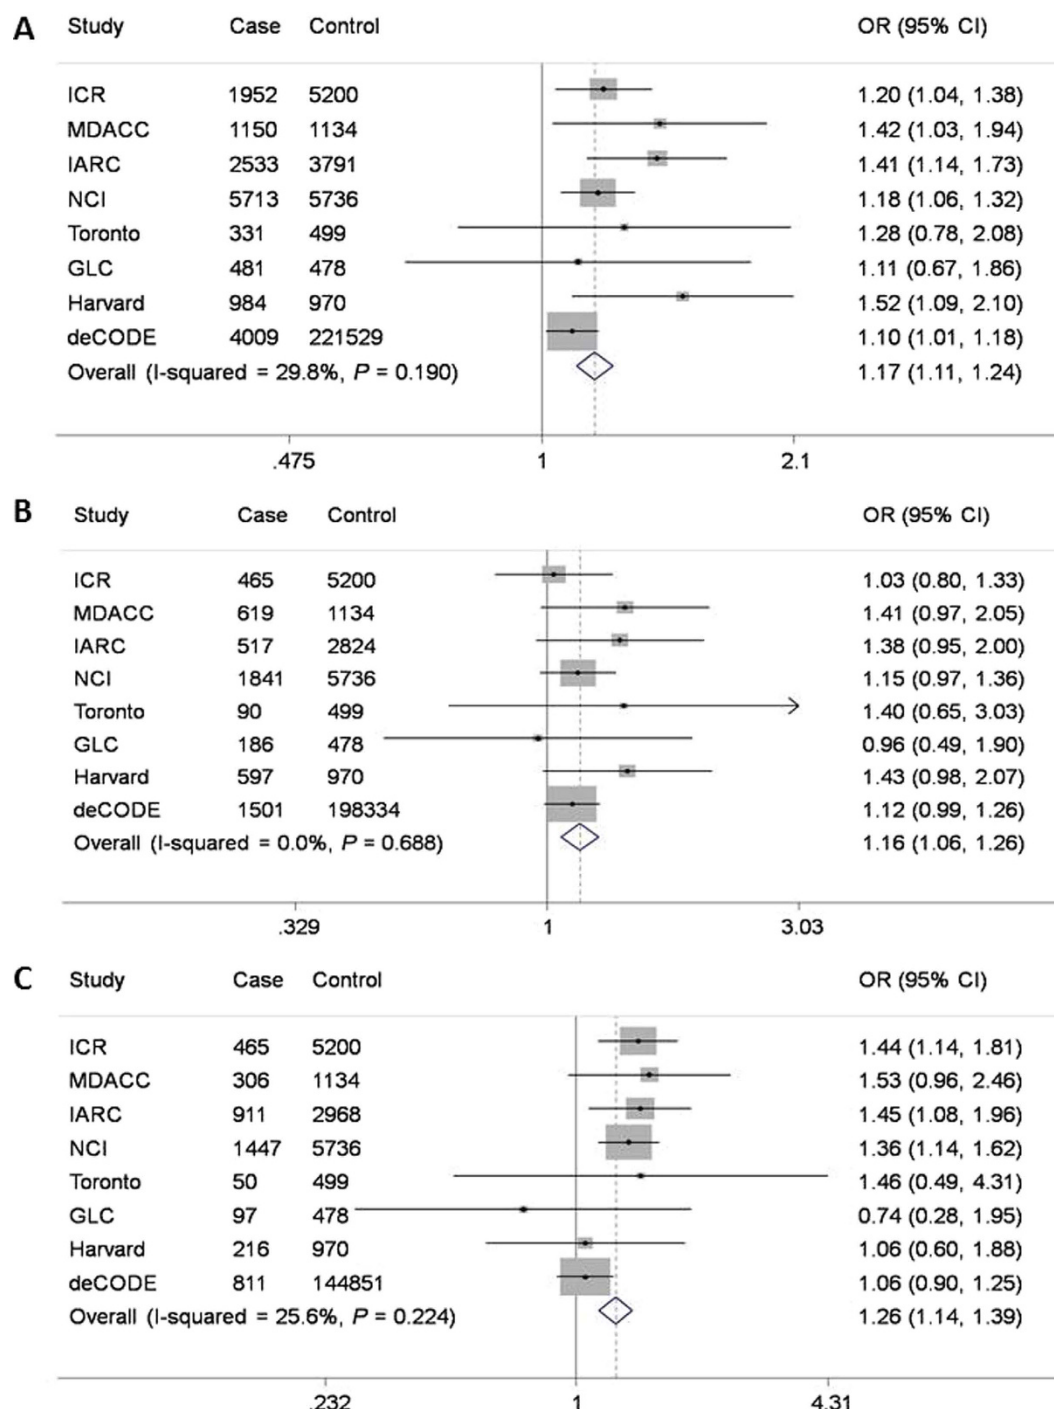 A Study Case Control OR (95% CI)
ICR 1952 5200 1.20 (1.04, 1.38)
MDACC 1150 1134 1.42 (1.03, 1.94)
IARC 2533 3791 1.41 (1.14, 1.73)
NCI 5713 5736 1.18 (1.06, 1.32)
Toronto 331 499 1.28 (0.78, 2.08)
GLC 481 478 1.11 (0.67, 1.86)
Harvard 984 970 1.52 (1.09, 2.10)
deCODE 4009 221529 1.10 (1.01, 1.18)
Overall (I-squared = 29.8%, P = 0.190) 1.17 (1.11, 1.24)
.475 1 2.1
B Study Case Control OR (95% CI)
ICR 465 5200 1.03 (0.80, 1.33)
MDACC 619 1134 1.41 (0.97, 2.05)
IARC 517 2824 1.38 (0.95, 2.00)
NCI 1841 5736 1.15 (0.97, 1.36)
Toronto 90 499 1.40 (0.65, 3.03)
GLC 186 478 0.96 (0.49, 1.90)
Harvard 597 970 1.43 (0.98, 2.07)
deCODE 1501 198334 1.12 (0.99, 1.26)
Overall (I-squared = 0.0%, P = 0.688) 1.16 (1.06, 1.26)
.329 1 3.03
C Study Case Control OR (95% CI)
ICR 465 5200 1.44 (1.14, 1.81)
MDACC 306 1134 1.53 (0.96, 2.46)
IARC 911 2968 1.45 (1.08, 1.96)
NCI 1447 5736 1.36 (1.14, 1.62)
Toronto 50 499 1.46 (0.49, 4.31)
GLC 97 478 0.74 (0.28, 1.95)
Harvard 216 970 1.06 (0.60, 1.88)
deCODE 811 144851 1.06 (0.90, 1.25)
Overall (I-squared = 25.6%, P = 0.224) 1.26 (1.14, 1.39)
.232 1 4.31